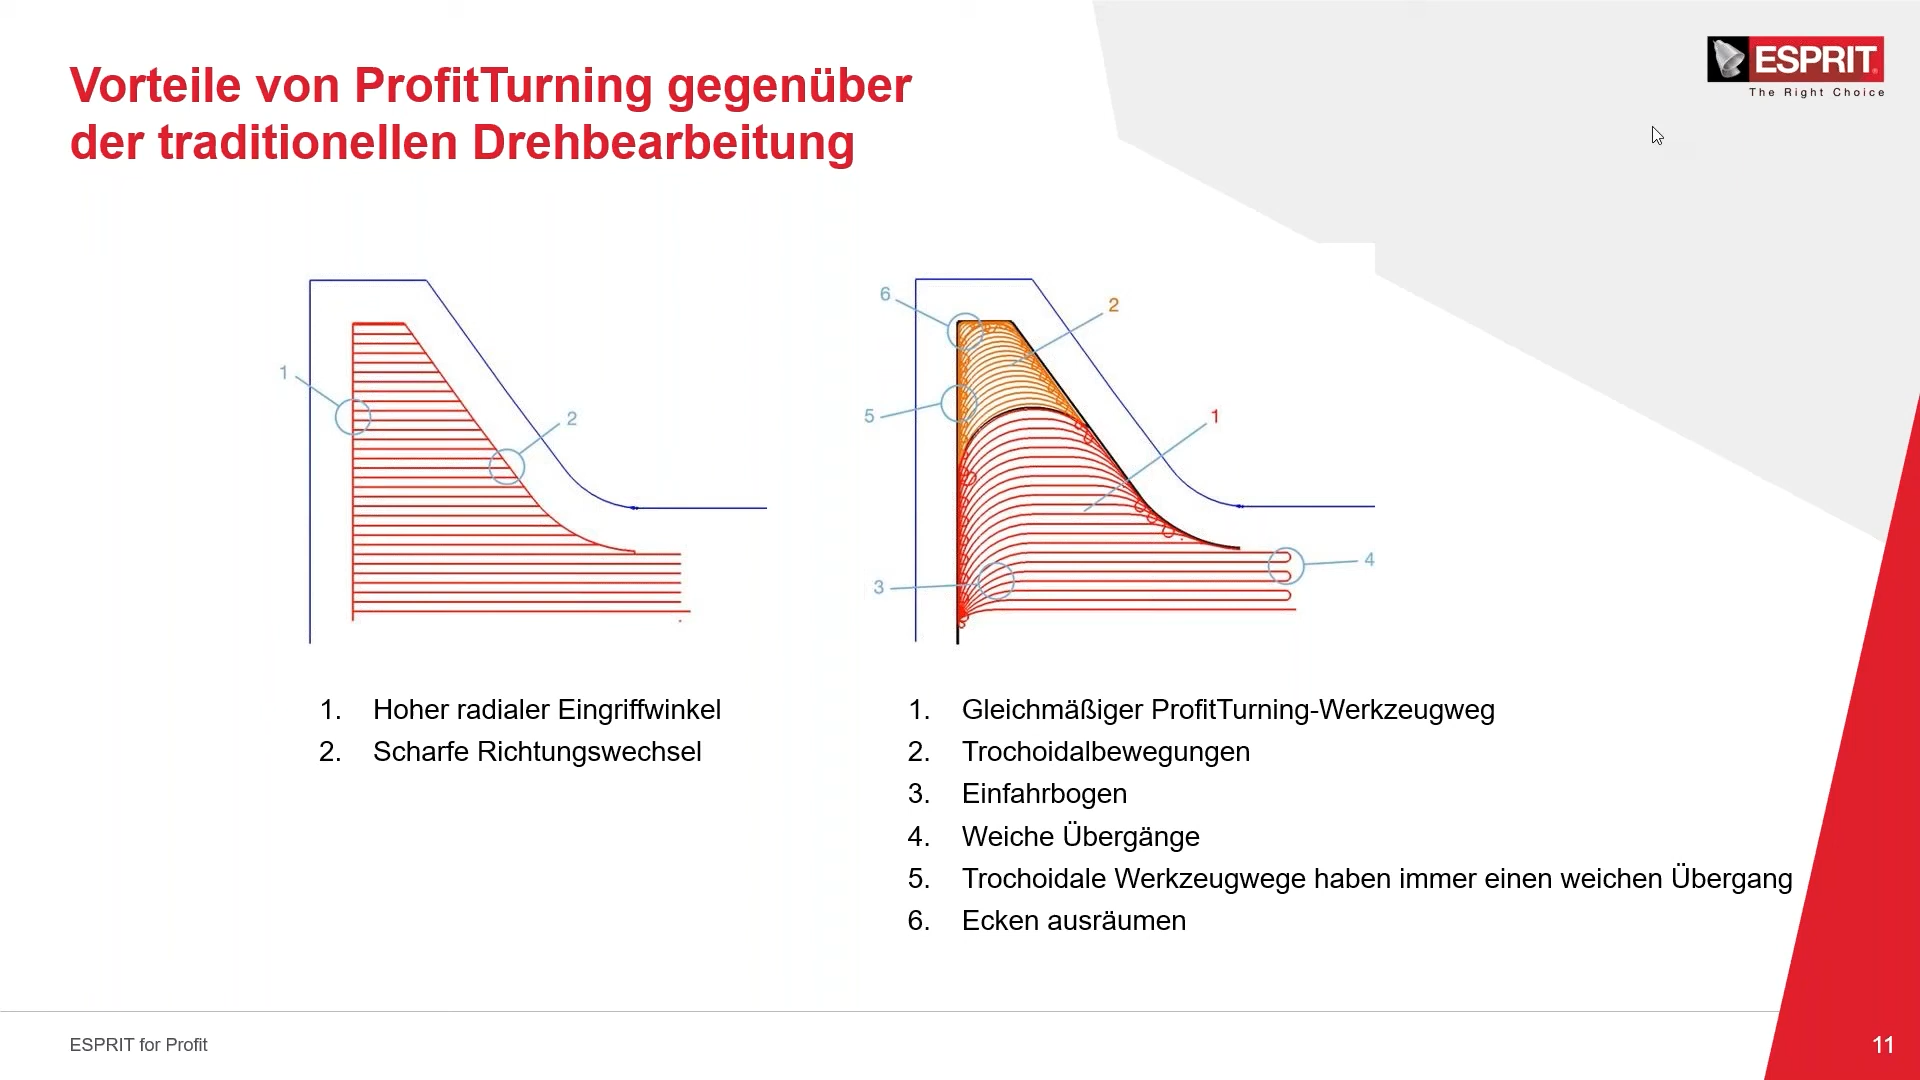 Vorteile von ProfitTurning gegenüber
der traditionellen Drehbearbeitung
ESPRIT®
The Right Choice
1
2
6
2
5
1
3
4
1. Hoher radialer Eingriffwinkel
2. Scharfe Richtungswechsel
1. Gleichmäßiger ProfitTurning-Werkzeugweg
2. Trochoidalbewegungen
3. Einfahrbogen
4. Weiche Übergänge
5. Trochoidale Werkzeugwege haben immer einen weichen Übergang
6. Ecken ausräumen
ESPRIT for Profit
11